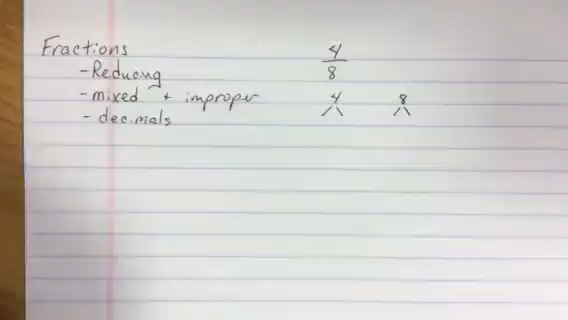 Fractions
- Reducing
- mixed + improper
- decimals
4
8
4 8